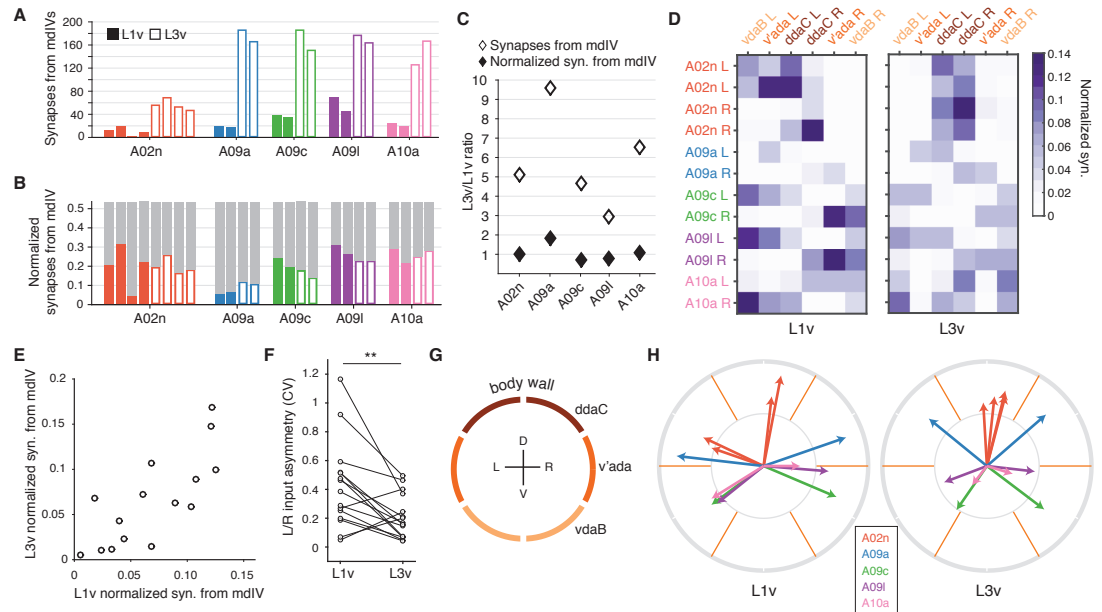 A
Synapses from mdIVs
200
160
120
80
40
0
L1v
L3v
A02n
A09a
A09c
A09l
A10a
B
Normalized
synapses from mdIV
0.5
0.4
0.3
0.2
0.1
0
A02n
A09a
A09c
A09l
A10a
C
Synapses from mdIV
Normalized syn. from mdIV
L3v/L1v ratio
10
9
8
7
6
5
4
3
2
1
A02n
A09a
A09c
A09l
A10a
D
vdaB L
v'ada L
ddaC L
ddaC R
v'ada R
vdaB R
vdaB L
v'ada L
ddaC L
ddaC R
v'ada R
vdaB R
A02n L
A02n L
A02n R
A02n R
A09a L
A09a R
A09c L
A09c R
A09l L
A09l R
A10a L
A10a R
L1v
L3v
0.14
0.12
0.10
0.08
0.06
0.04
0.02
0
Normalized syn.
E
L3v normalized syn. from mdIV
0.2
0.15
0.1
0.05
0
0
0.05
0.1
0.15
L1v normalized syn. from mdIV
F
**
L/R input asymmetry (CV)
1.2
1
0.8
0.6
0.4
0.2
0
L1v
L3v
G
body wall
ddaC
v'ada
vdaB
D
L
R
V
H
L1v
L3v
A02n
A09a
A09c
A09l
A10a